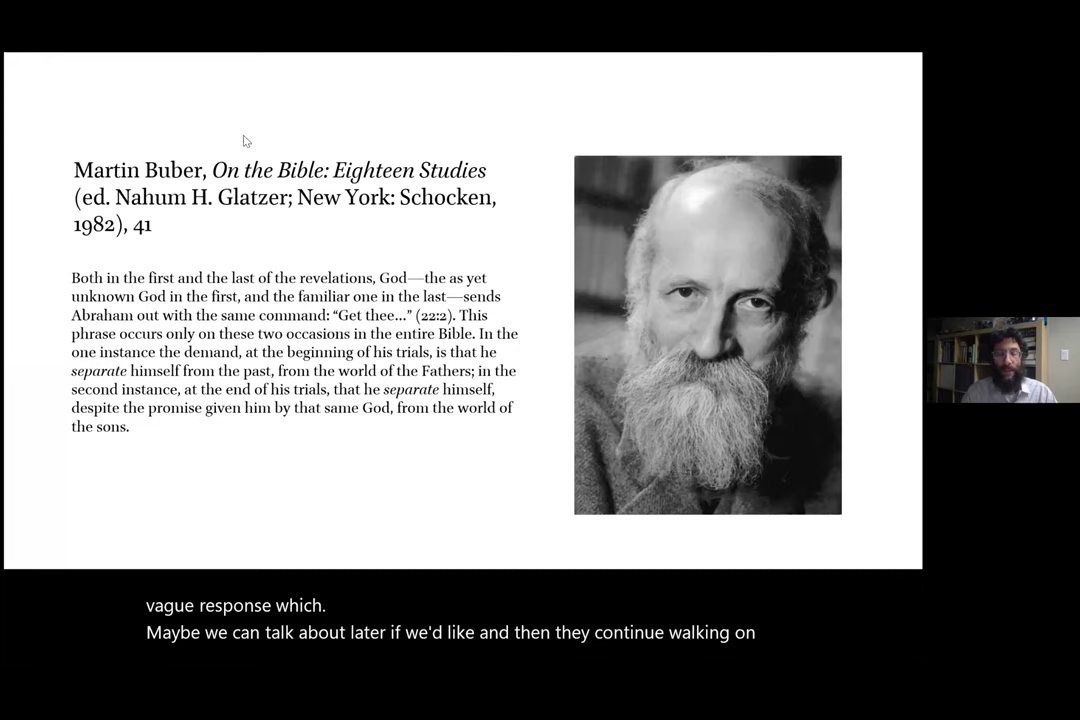 Martin Buber, On the Bible: Eighteen Studies
(ed. Nahum H. Glatzer; New York: Schocken,
1982), 41
Both in the first and the last of the revelations, God—the as yet
unknown God in the first, and the familiar one in the last—sends
Abraham out with the same command: “Get thee...” (22:2). This
phrase occurs only on these two occasions in the entire Bible. In the
one instance the demand, at the beginning of his trials, is that he
separate himself from the past, from the world of the Fathers; in the
second instance, at the end of his trials, that he separate himself,
despite the promise given him by that same God, from the world of
the sons.
vague response which.
Maybe we can talk about later if we'd like and then they continue walking on